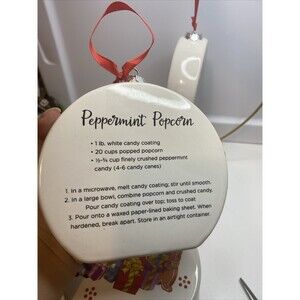 Peppermint Popcorn
• 1 lb. white candy coating
• 20 cups popped popcorn
• ½-¾ cup finely crushed peppermint
candy (4-6 candy canes)
1. in a microwave, melt candy coating; stir until smooth.
2. in a large bowl, combine popcorn and crushed candy.
Pour candy coating over top; toss to coat
3. Pour onto a waxed paper-lined baking sheet. When
hardened, break apart. Store in an airtight container.